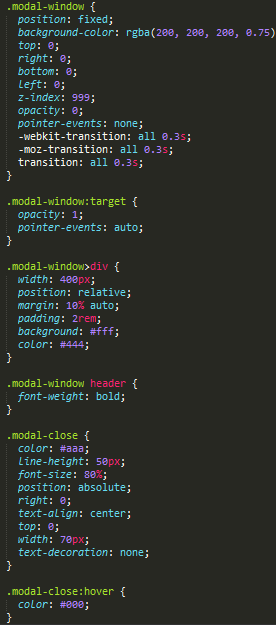 .modal-window {
position: fixed;
background-color: rgba(200, 200, 200, 0.75)
top: 0;
right: 0;
bottom: 0;
left: 0;
z-index: 999;
opacity: 0;
pointer-events: none;
-webkit-transition: all 0.3s;
-moz-transition: all 0.3s;
transition: all 0.3s;
}
.modal-window:target {
opacity: 1;
pointer-events: auto;
}
.modal-window>div {
width: 400px;
position: relative;
margin: 10% auto;
padding: 2rem;
background: #fff;
color: #444;
}
.modal-window header {
font-weight: bold;
}
.modal-close {
color: #aaa;
line-height: 50px;
font-size: 80%;
position: absolute;
right: 0;
text-align: center;
top: 0;
width: 70px;
text-decoration: none;
}
.modal-close:hover {
color: #000;
}